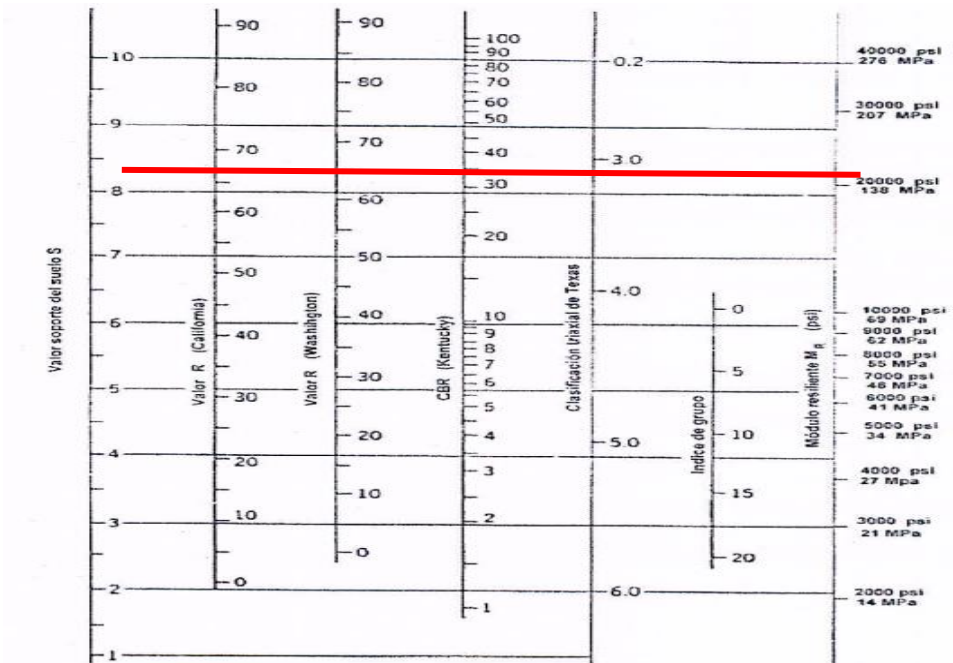 Valor soporte del suelo S
10
9
8
7
6
5
4
3
2
1
Valor R (California)
90
80
70
60
50
40
30
20
10
0
Valor R (Washington)
90
80
70
60
50
40
30
20
10
0
CBR (Kentucky)
100
90
80
70
60
50
40
30
20
10
9
8
7
6
5
4
3
2
1
Clasificación triaxial de Texas
0.2
3.0
4.0
5.0
6.0
Indice de grupo
0
5
10
15
20
Módulo resiliente M R (psi)
40000 psi
276 MPa
30000 psi
207 MPa
20000 psi
138 MPa
10000 psi
69 MPa
9000 psi
62 MPa
8000 psi
55 MPa
7000 psi
48 MPa
6000 psi
41 MPa
5000 psi
34 MPa
4000 psi
27 Mpa
3000 psi
21 MPa
2000 psi
14 MPa